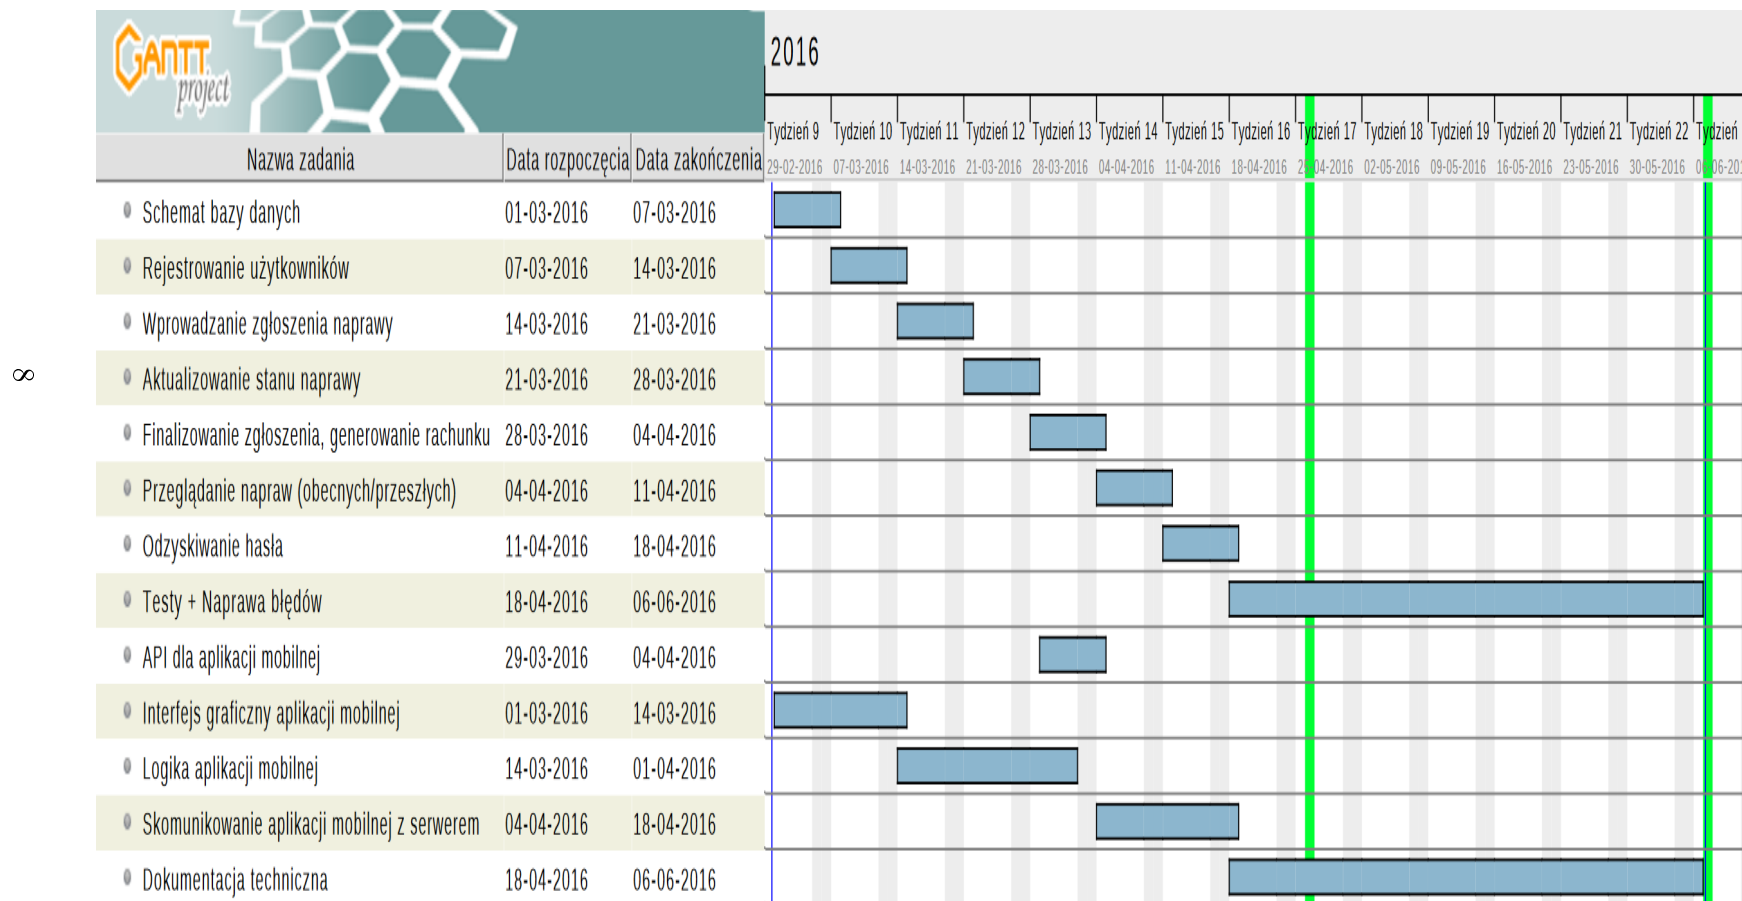 GANTT
project
2016
Tydzień 9 Tydzień 10 Tydzień 11 Tydzień 12 Tydzień 13 Tydzień 14 Tydzień 15 Tydzień 16 Tydzień 17 Tydzień 18 Tydzień 19 Tydzień 20 Tydzień 21 Tydzień 22 Tydzień
Nazwa zadania Data rozpoczęcia Data zakończenia
29-02-2016 07-03-2016 14-03-2016 21-03-2016 28-03-2016 04-04-2016 11-04-2016 18-04-2016 25-04-2016 02-05-2016 09-05-2016 16-05-2016 23-05-2016 30-05-2016 06-06-201
Schemat bazy danych 01-03-2016 07-03-2016
Rejestrowanie użytkowników 07-03-2016 14-03-2016
Wprowadzanie zgłoszenia naprawy 14-03-2016 21-03-2016
Aktualizowanie stanu naprawy 21-03-2016 28-03-2016
Finalizowanie zgłoszenia, generowanie rachunku 28-03-2016 04-04-2016
Przeglądanie napraw (obecnych/przeszłych) 04-04-2016 11-04-2016
Odzyskiwanie hasła 11-04-2016 18-04-2016
Testy + Naprawa błędów 18-04-2016 06-06-2016
API dla aplikacji mobilnej 29-03-2016 04-04-2016
Interfejs graficzny aplikacji mobilnej 01-03-2016 14-03-2016
Logika aplikacji mobilnej 14-03-2016 01-04-2016
Skomunikowanie aplikacji mobilnej z serwerem 04-04-2016 18-04-2016
Dokumentacja techniczna 18-04-2016 06-06-2016
8